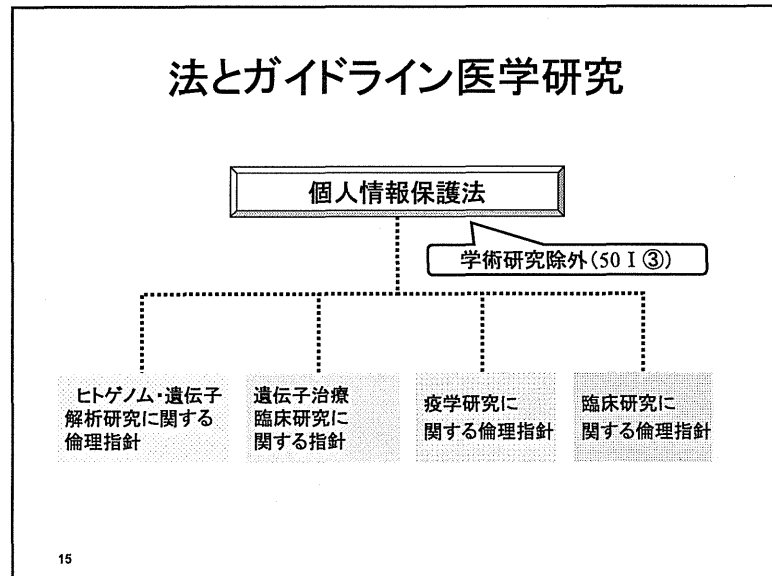 法とガイドライン医学研究
個人情報保護法
学術研究除外(50 I ③)
ヒトゲノム・遺伝子
解析研究に関する
倫理指針
遺伝子治療
臨床研究に
関する指針
疫学研究に
関する倫理指針
臨床研究に
関する倫理指針
15